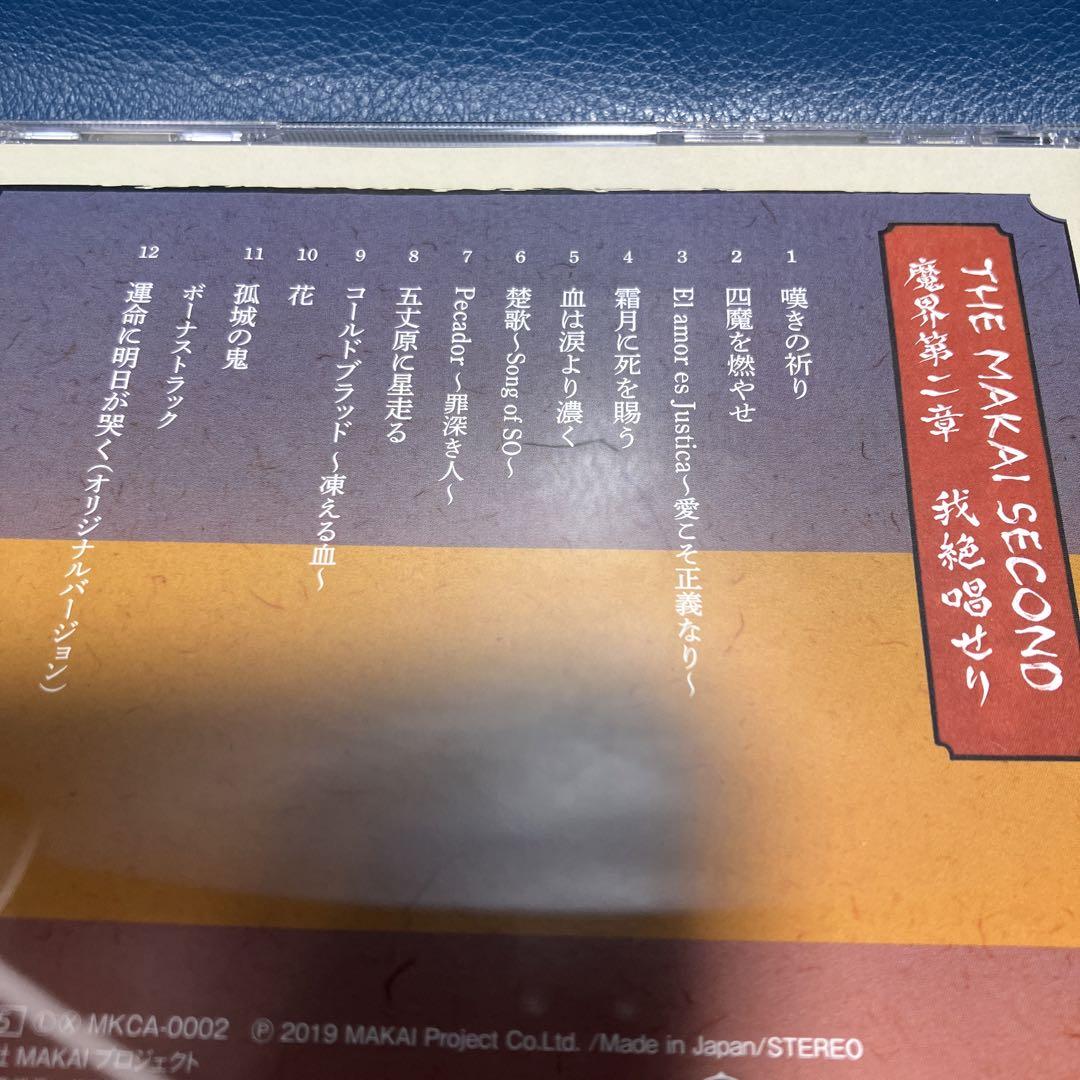 THE MAKAI SECOND
魔界第二章 我絶唱せり
1 嘆きの祈り
2 四魔を燃やせ
3 El amor es Justica～愛こそ正義なり～
4 霜月に死を賜う
5 血は涙より濃く
6 楚歌～Song of SO～
7 Pecador ～罪深き人～
8 五丈原に星走る
9 コールドブラッド ～凍える血～
10 花
11 孤城の鬼
ボーナストラック
12 運命に明日が哭く(オリジナルバージョン)
5 Ⓛ Ⓧ MKCA-0002 Ⓟ 2019 MAKAI Project Co.Ltd. /Made in Japan/STEREO
社 MAKAI プロジェクト